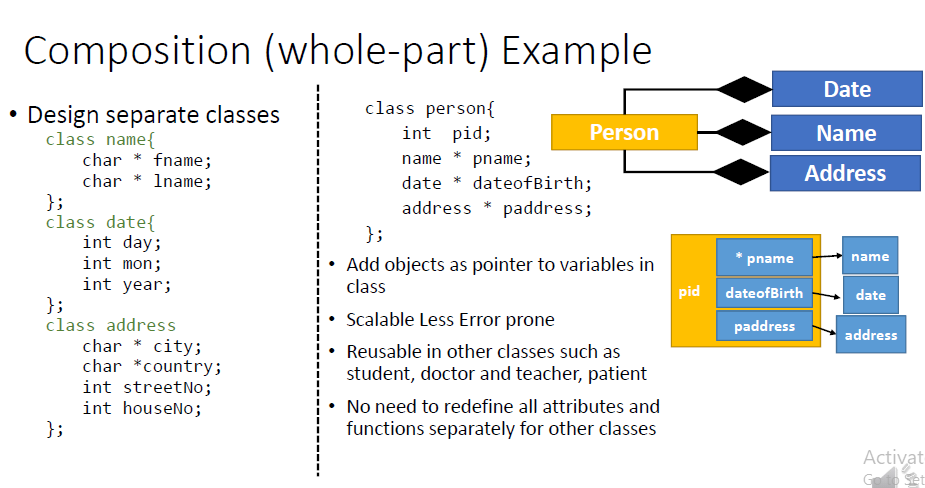 Composition (whole-part) Example
• Design separate classes
class name{
char * fname;
char * lname;
};
class date{
int day;
int mon;
int year;
};
class address
char * city;
char *country;
int streetNo;
int houseNo;
};
class person{
int pid;
name * pname;
date * dateofBirth;
address * paddress;
};
• Add objects as pointer to variables in
class
• Scalable Less Error prone
• Reusable in other classes such as
student, doctor and teacher, patient
• No need to redefine all attributes and
functions separately for other classes
Person
Date
Name
Address
pid
* pname
dateofBirth
paddress
name
date
address
Activat
Go to Set